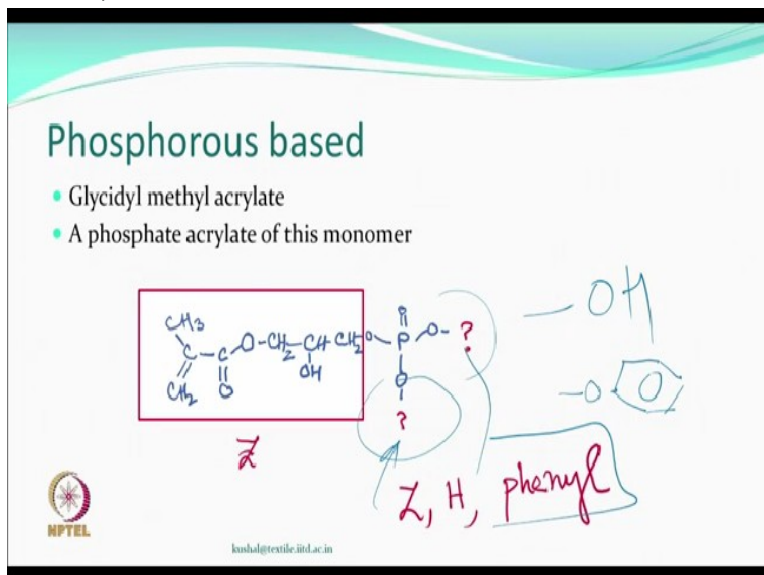 Phosphorous based
Glycidyl methyl acrylate
A phosphate acrylate of this monomer
CH3
C-C-O-CH2-CH-CH2O-P-O-?
CH2 O OH O
?
Z
— OH
-O
Z, H, phenyl
NPTEL
kushal@textile.iitd.ac.in